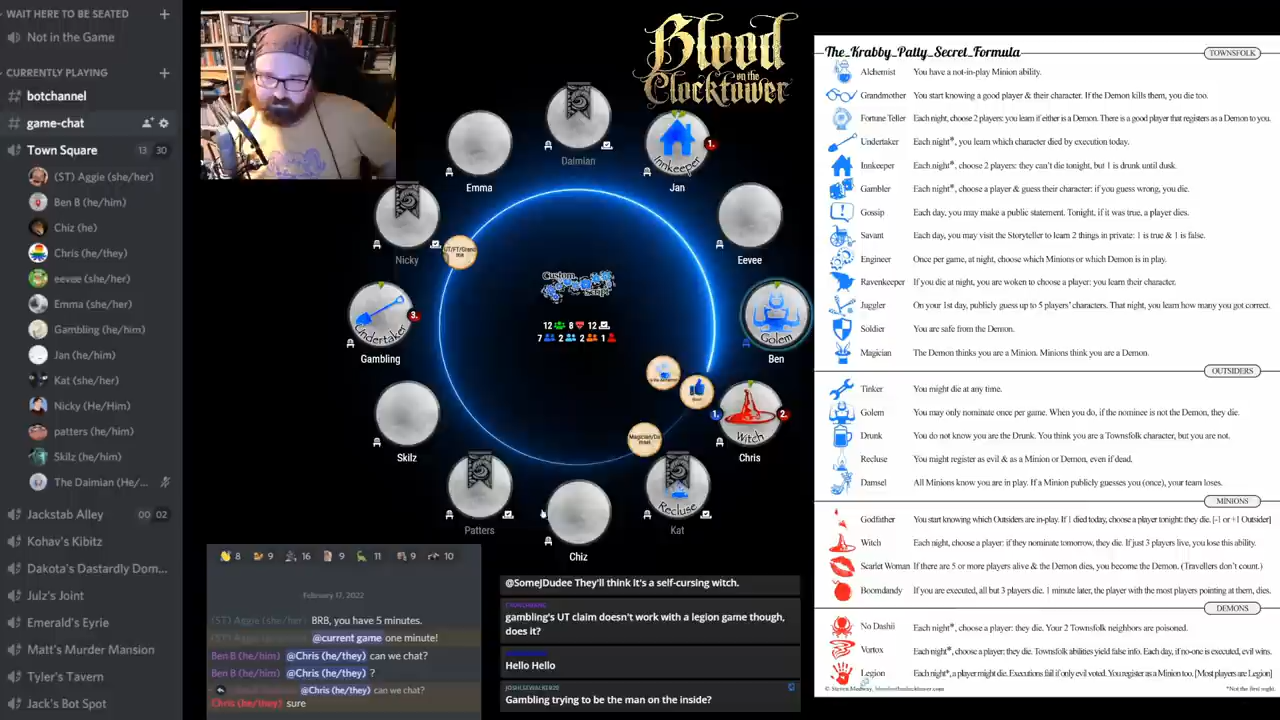 WAIT HERE TO BE SEATED
Not in the Game
CURRENTLY PLAYING
botchannel
game-chat
Town Square 13 30
(ST) Aggie (she/her)
Ben B (he/him)
Chiz (he)
Chris (he/they)
eevee (she/her)
Emma (she/her)
Gambling (he/him)
Jan (he/him)
Kat (she/her)
Nicky (He/Him)
patters (he/him)
Skilz (he/him)
The Daimian (He/...
Jackstab Alley 00 02
Kohav's Kibitz
Dakota's Dastardly Dom...
Julz's Joint
Emerald's Eyrie
Matt's Murder Mansion
Tyler's Tavern
Jack's Bot Spot
Blood
on the
Clocktower
Daimian
Emma
Innkeeper
1.
Jan
Nicky
UT/FT/Grand
Eevee
Custom
Script
12 8 12
7 2 2 1
Undertaker
3.
Gambling
Golem
Ben
Witch
1.
2.
Chris
Skilz
Patters
Chiz
Recluse
Kat
8 9 16 9 11 9 10
February 17, 2022
(ST) Aggie (she/her) BRB, you have 5 minutes.
@current game one minute!
Ben B (he/him) @Chris (he/they) can we chat?
Ben B (he/him) @Chris (he/they) ?
@Chris (he/they) can we chat?
Chris (he/they) sure
@SomeJDudee They'll think it's a self-cursing witch.
gambling's UT claim doesn't work with a legion game though,
does it?
Hello Hello
Gambling trying to be the man on the inside?
The_Krabby_Patty_Secret_Formula
TOWNSFOLK
Alchemist You have a not-in-play Minion ability.
Grandmother You start knowing a good player & their character. If the Demon kills them, you die too.
Fortune Teller Each night, choose 2 players: you learn if either is a Demon. There is a good player that registers as a Demon to you.
Undertaker Each night*, you learn which character died by execution today.
Innkeeper Each night*, choose 2 players: they can't die tonight, but 1 is drunk until dusk.
Gambler Each night*, choose a player & guess their character: if you guess wrong, you die.
Gossip Each day, you may make a public statement. Tonight, if it was true, a player dies.
Savant Each day, you may visit the Storyteller to learn 2 things in private: 1 is true & 1 is false.
Engineer Once per game, at night, choose which Minions or which Demon is in play.
Ravenkeeper If you die at night, you are woken to choose a player: you learn their character.
Juggler On your 1st day, publicly guess up to 5 players' characters. That night, you learn how many you got correct.
Soldier You are safe from the Demon.
Magician The Demon thinks you are a Minion. Minions think you are a Demon.
OUTSIDERS
Tinker You might die at any time.
Golem You may only nominate once per game. When you do, if the nominee is not the Demon, they die.
Drunk You do not know you are the Drunk. You think you are a Townsfolk character, but you are not.
Recluse You might register as evil & as a Minion or Demon, even if dead.
Damsel All Minions know you are in play. If a Minion publicly guesses you (once), your team loses.
MINIONS
Godfather You start knowing which Outsiders are in-play. If 1 died today, choose a player tonight: they die. [-1 or +1 Outsider]
Witch Each night, choose a player: if they nominate tomorrow, they die. If just 3 players live, you lose this ability.
Scarlet Woman If there are 5 or more players alive & the Demon dies, you become the Demon. (Travellers don't count.)
Boomdandy If you are executed, all but 3 players die. 1 minute later, the player with the most players pointing at them, dies.
DEMONS
No Dashii Each night*, choose a player: they die. Your 2 Townsfolk neighbors are poisoned.
Vortox Each night*, choose a player; they die. Townsfolk abilities yield false info. Each day, if no-one is executed, evil wins.
Legion Each night*, a player might die. Executions fail if only evil voted. You register as a Minion too. [Most players are Legion]
© Steven Medway, bloodontheclocktower.com
*Not the first night.